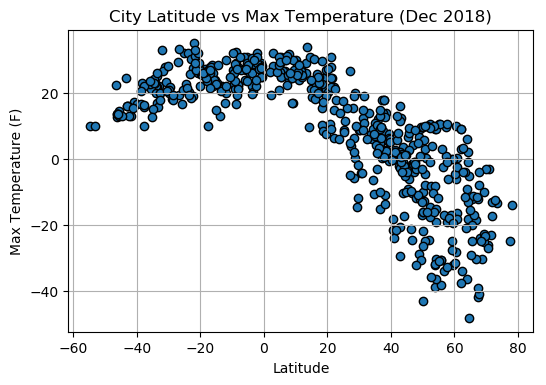 City Latitude vs Max Temperature (Dec 2018)
Max Temperature (F)
20
0
−20
−40
−60 −40 −20 0 20 40 60 80
Latitude